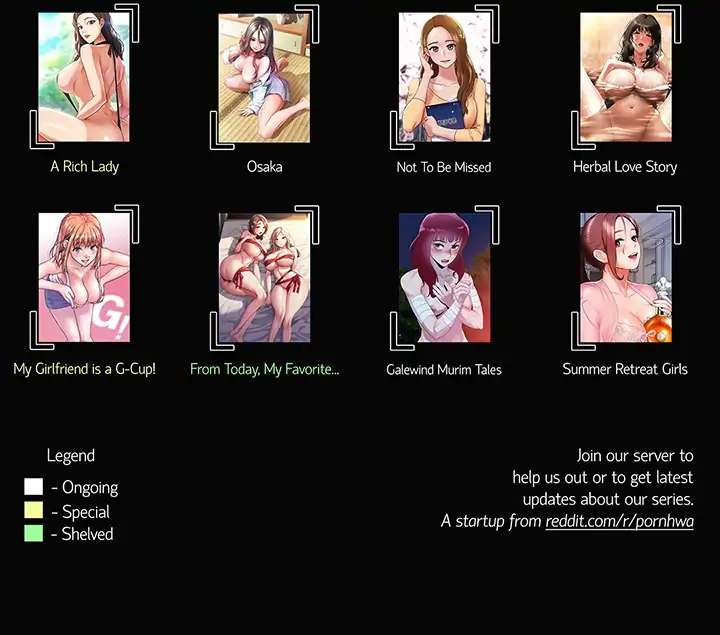 A Rich Lady
Osaka
Not To Be Missed
Herbal Love Story
G!
My Girlfriend is a G-Cup!
From Today, My Favorite...
Galewind Murim Tales
Summer Retreat Girls
Legend
- Ongoing
- Special
- Shelved
Join our server to
help us out or to get latest
updates about our series.
A startup from reddit.com/r/pornhwa